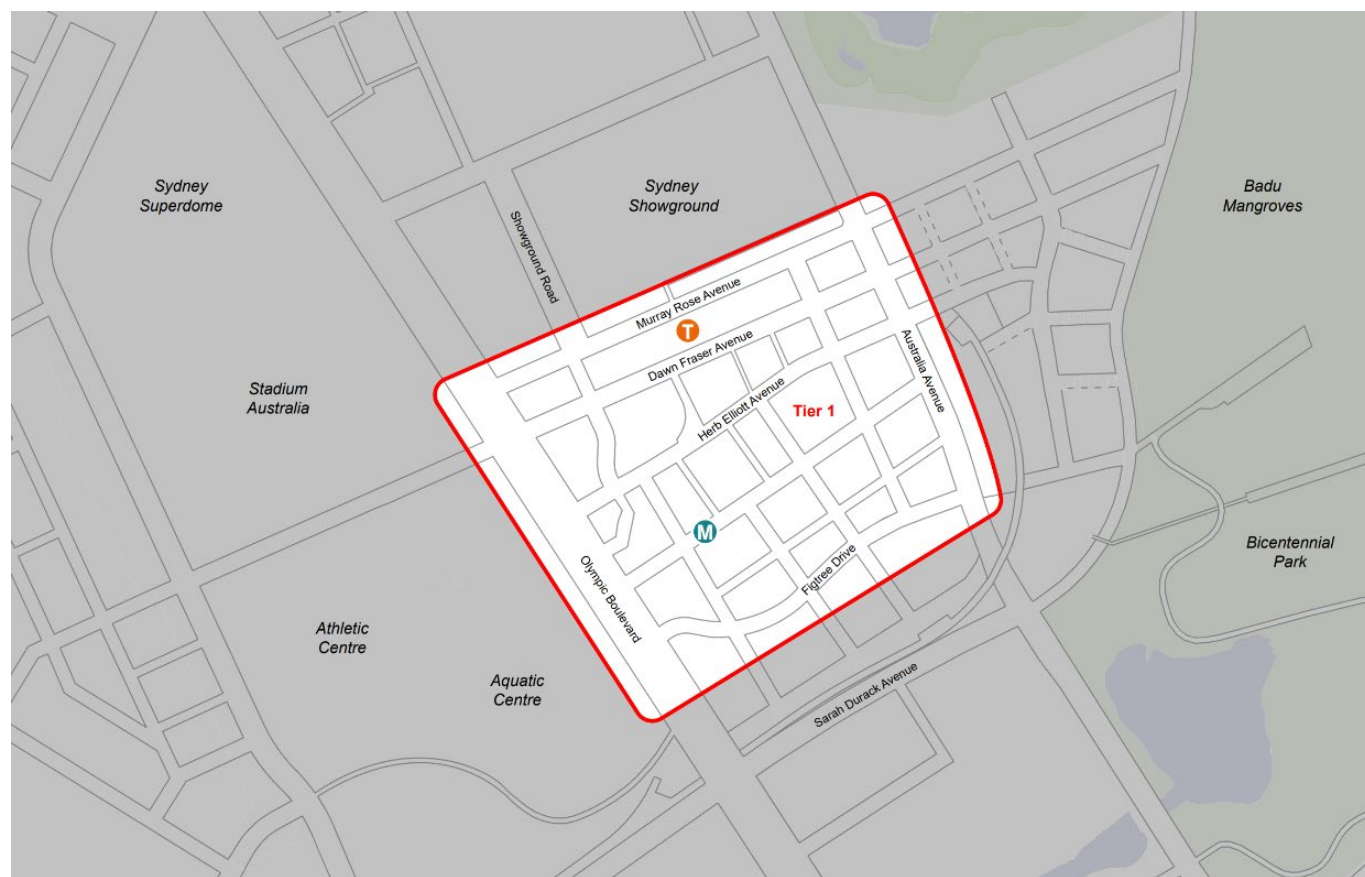 Sydney
Superdome
Sydney
Showground
Badu
Mangroves
Showground Road
Murray Rose Avenue
T
Dawn Fraser Avenue
Australia Avenue
Stadium
Australia
Herb Elliott Avenue
Tier 1
M
Bicentennial
Park
Figtree Drive
Olympic Boulevard
Athletic
Centre
Aquatic
Centre
Sarah Durack Avenue